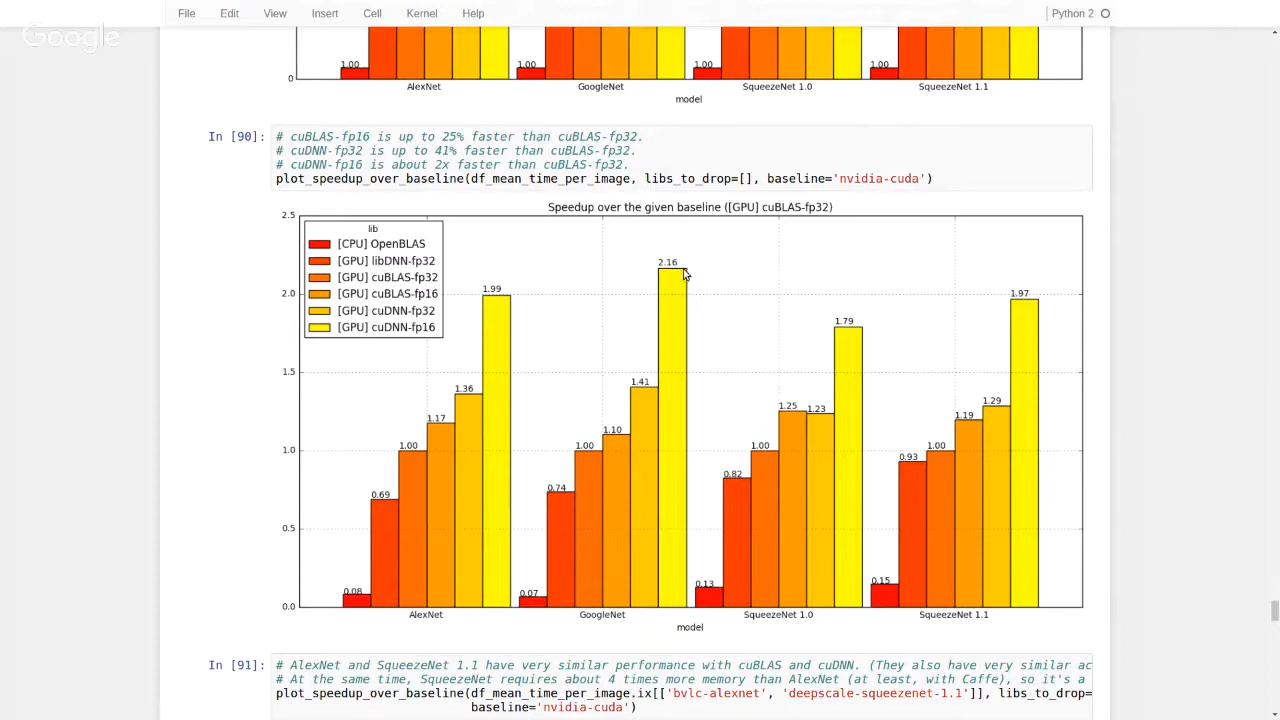 File Edit View Insert Cell Kernel Help
Python 2
Google
1.00 1.00 1.00 1.00
0
AlexNet GoogleNet SqueezeNet 1.0 SqueezeNet 1.1
model
In [90]:
# cuBLAS-fp16 is up to 25% faster than cuBLAS-fp32.
# cuDNN-fp32 is up to 41% faster than cuBLAS-fp32.
# cuDNN-fp16 is about 2x faster than cuBLAS-fp32.
plot_speedup_over_baseline(df_mean_time_per_image, libs_to_drop=[], baseline='nvidia-cuda')
Speedup over the given baseline ([GPU] cuBLAS-fp32)
lib
[CPU] OpenBLAS
[GPU] libDNN-fp32
[GPU] cuBLAS-fp32
[GPU] cuBLAS-fp16
[GPU] cuDNN-fp32
[GPU] cuDNN-fp16
2.5
2.0
1.5
1.0
0.5
0.0
0.08 0.69 1.00 1.17 1.36 1.99
0.07 0.74 1.00 1.10 1.41 2.16
0.13 0.82 1.00 1.25 1.23 1.79
0.15 0.93 1.00 1.19 1.29 1.97
AlexNet GoogleNet SqueezeNet 1.0 SqueezeNet 1.1
model
In [91]:
# AlexNet and SqueezeNet 1.1 have very similar performance with cuBLAS and cuDNN. (They also have very similar ac
# At the same time, SqueezeNet requires about 4 times more memory than AlexNet (at least, with Caffe), so it's a
plot_speedup_over_baseline(df_mean_time_per_image.ix[['bvlc-alexnet', 'deepscale-squeezenet-1.1']], libs_to_drop=
baseline='nvidia-cuda')